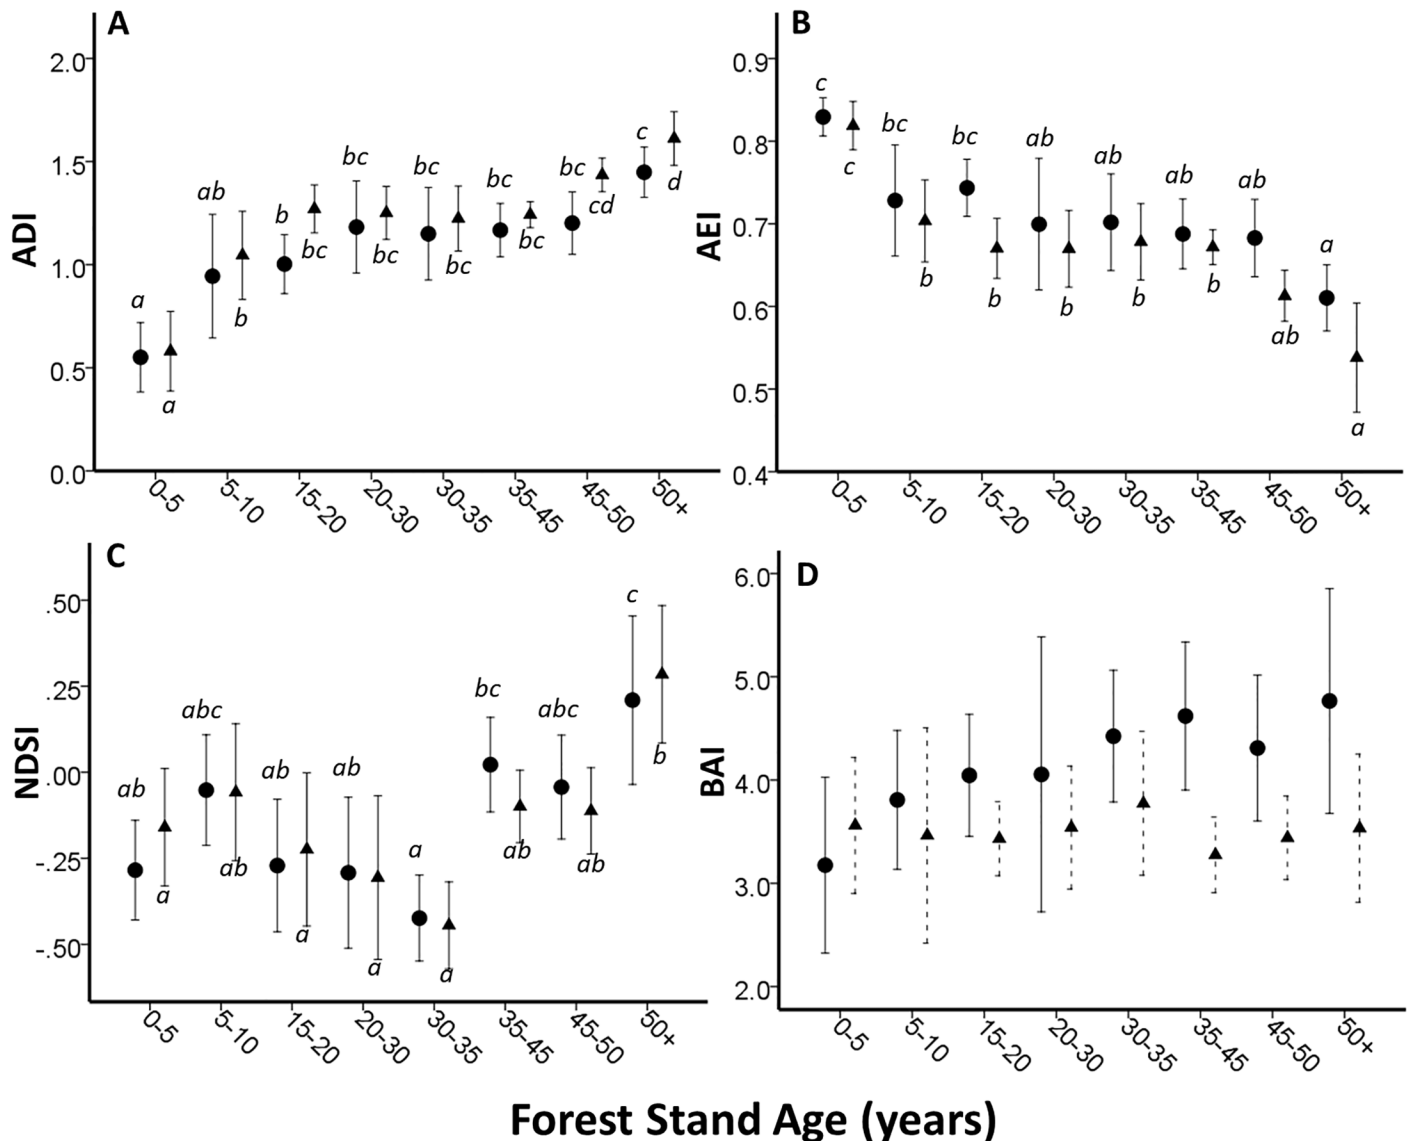 A
ADI
2.0
1.5
1.0
0.5
0.0
a
ab
b
bc
bc
bc
bc
c
a
b
bc
bc
bc
bc
cd
d
0-5
5-10
15-20
20-30
30-35
35-45
45-50
50+
B
AEI
0.9
0.8
0.7
0.6
0.5
0.4
c
bc
bc
ab
ab
ab
ab
a
c
b
b
b
b
b
ab
a
0-5
5-10
15-20
20-30
30-35
35-45
45-50
50+
C
NDSI
.50
.25
.00
-.25
-.50
ab
abc
ab
ab
a
bc
abc
c
a
ab
a
a
a
ab
ab
b
0-5
5-10
15-20
20-30
30-35
35-45
45-50
50+
D
BAI
6.0
5.0
4.0
3.0
2.0
0-5
5-10
15-20
20-30
30-35
35-45
45-50
50+
Forest Stand Age (years)